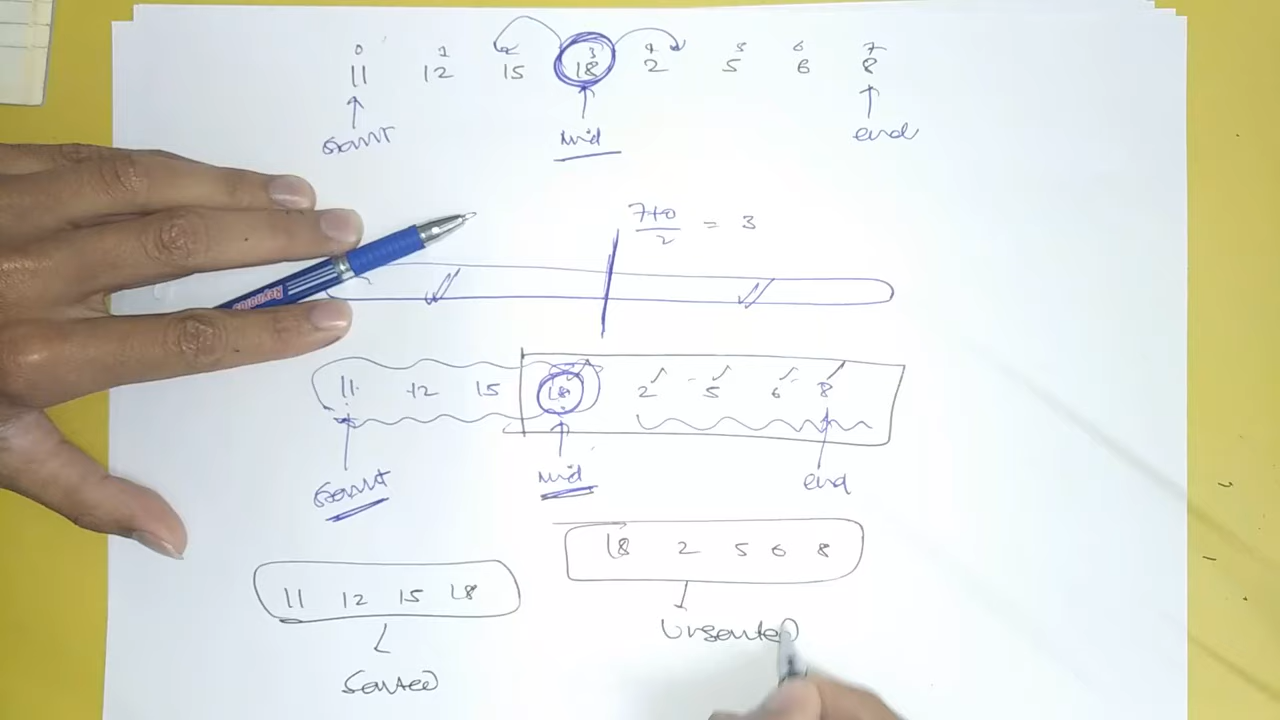 0 1 2 3 4 5 6 7
11 12 15 18 2 5 6 8
start mid end
7+0
2
= 3
Reynolds
11 12 15 18 2 5 6 8
start mid end
18 2 5 6 8
11 12 15 18
Unsorted
Sorted